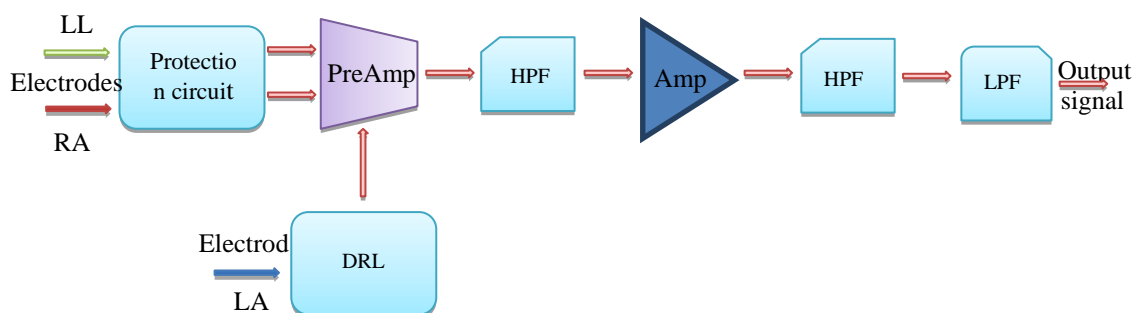 LL
Electrodes
RA
Protectio
n circuit
PreAmp
HPF
Amp
HPF
LPF
Output
signal
Electrod
LA
DRL